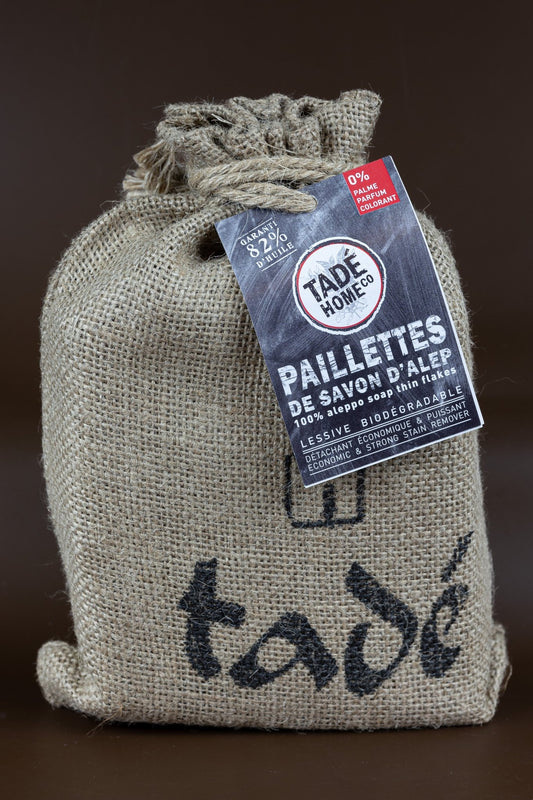 0%
PALME
PARFUM
COLORANT
GARANTI
82%
D'HUILE
TADÉ
HOME CO
PAILLETTES
DE SAVON D'ALEP
100% aleppo soap thin flakes
LESSIVE BIODÉGRADABLE
DÉTACHANT ÉCONOMIQUE & PUISSANT
ECONOMIC & STRONG STAIN REMOVER
tadé